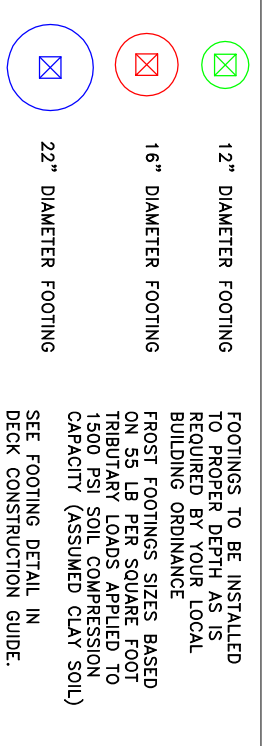 12" DIAMETER FOOTING
16" DIAMETER FOOTING
22" DIAMETER FOOTING
FOOTINGS TO BE INSTALLED
TO PROPER DEPTH AS IS
REQUIRED BY YOUR LOCAL
BUILDING ORDINANCE
FROST FOOTINGS SIZES BASED
ON 55 LB PER SQUARE FOOT
TRIBUTARY LOADS APPLIED TO
1500 PSI SOIL COMPRESSION
CAPACITY (ASSUMED CLAY SOIL)
SEE FOOTING DETAIL IN
DECK CONSTRUCTION GUIDE.